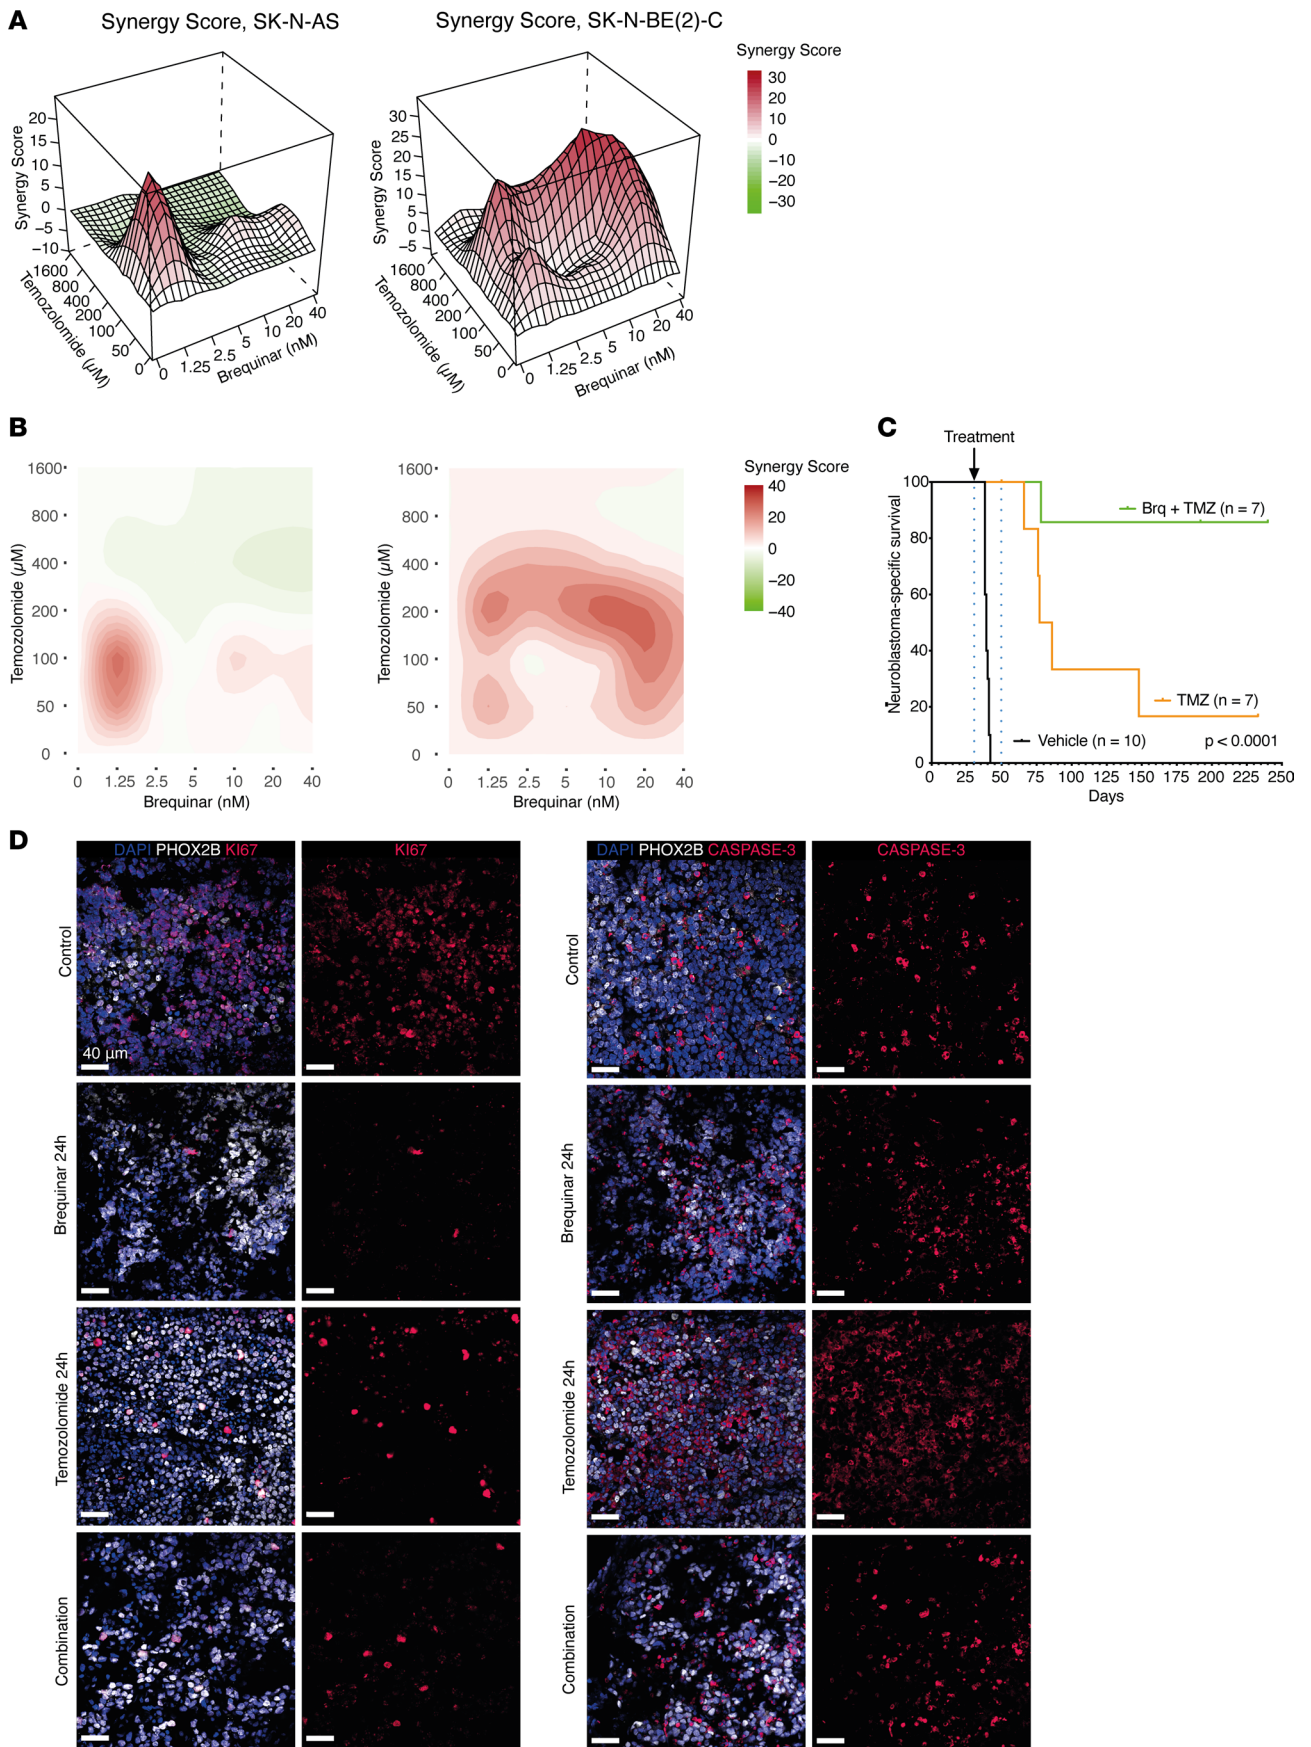 A
Synergy Score, SK-N-AS
Synergy Score, SK-N-BE(2)-C
Synergy Score
30
20
10
0
−10
−20
−30
Synergy Score
20
15
10
5
0
−5
−10
Temozolomide (µM)
1600
800
400
200
100
50
0
Brequinar (nM)
0
1.25
2.5
5
10
20
40
Synergy Score
30
25
20
15
10
5
0
−5
Temozolomide (µM)
1600
800
400
200
100
50
0
Brequinar (nM)
0
1.25
2.5
5
10
20
40
B
Temozolomide (µM)
1600
800
400
200
100
50
0
0 1.25 2.5 5 10 20 40
Brequinar (nM)
Temozolomide (µM)
1600
800
400
200
100
50
0
0 1.25 2.5 5 10 20 40
Brequinar (nM)
Synergy Score
40
20
0
−20
−40
C
Treatment
Neuroblastoma-specific survival
100
80
60
40
20
0
Brq + TMZ (n = 7)
TMZ (n = 7)
Vehicle (n = 10)
p < 0.0001
0 25 50 75 100 125 150 175 200 225 250
Days
D
DAPI PHOX2B KI67
KI67
DAPI PHOX2B CASPASE-3
CASPASE-3
Control
40 µm
Control
Brequinar 24h
Brequinar 24h
Temozolomide 24h
Temozolomide 24h
Combination
Combination